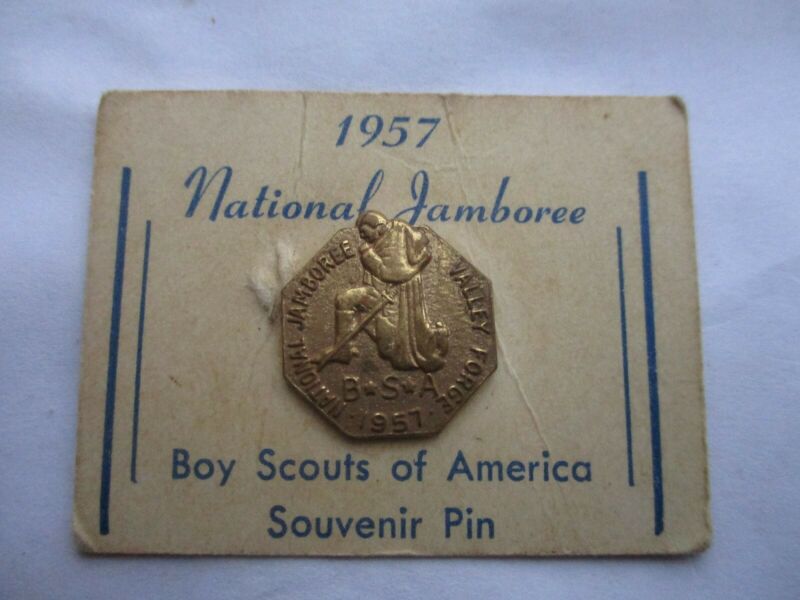 1957
National Jamboree
NATIONAL JAMBOREE VALLEY FORGE
B★S★A
1957
Boy Scouts of America
Souvenir Pin